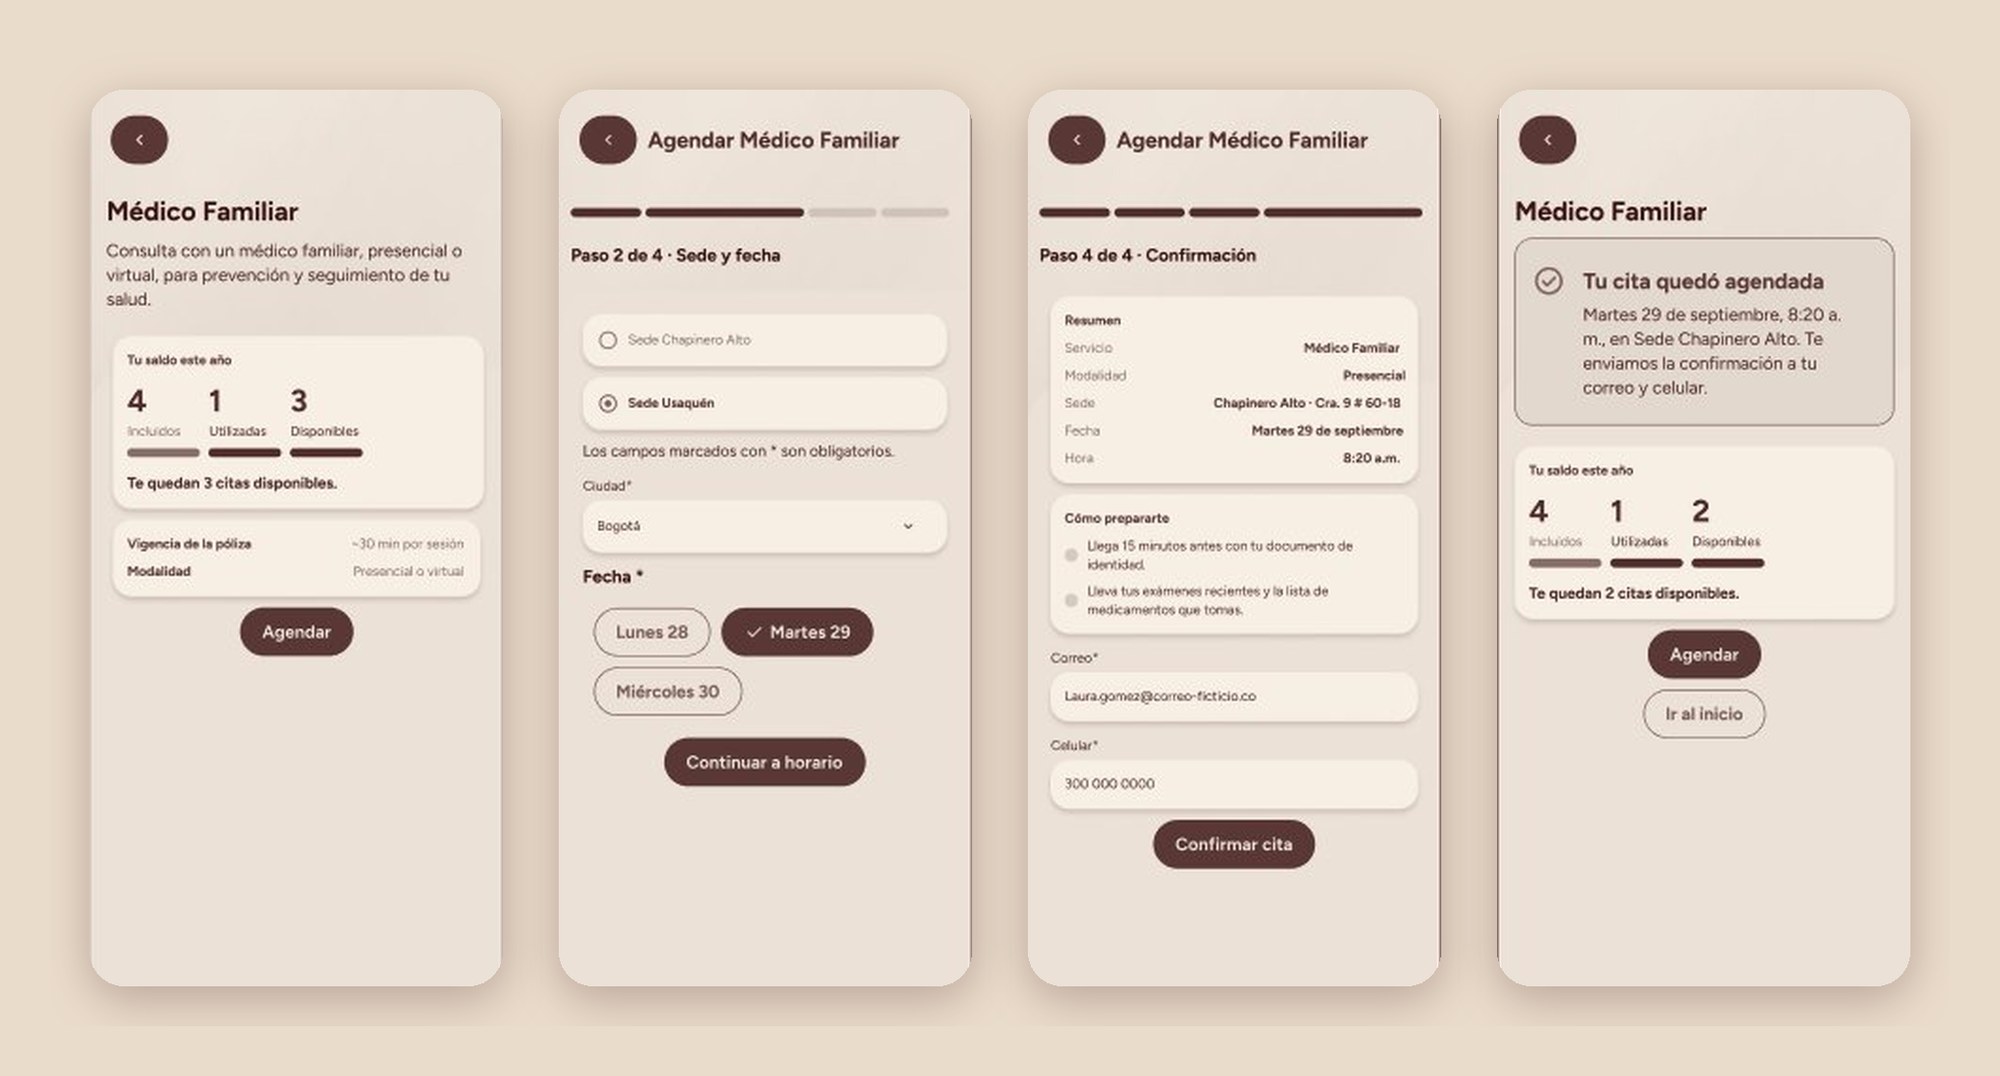 Médico Familiar
Consulta con un médico familiar, presencial o
virtual, para prevención y seguimiento de tu
salud.
Tu saldo este año
4 1 3
Incluidos Utilizadas Disponibles
Te quedan 3 citas disponibles.
Vigencia de la póliza ~30 min por sesión
Modalidad Presencial o virtual
Agendar
Agendar Médico Familiar
Paso 2 de 4 · Sede y fecha
Sede Chapinero Alto
Sede Usaquén
Los campos marcados con * son obligatorios.
Ciudad*
Bogotá
Fecha *
Lunes 28 Martes 29
Miércoles 30
Continuar a horario
Agendar Médico Familiar
Paso 4 de 4 · Confirmación
Resumen
Servicio Médico Familiar
Modalidad Presencial
Sede Chapinero Alto · Cra. 9 # 60-18
Fecha Martes 29 de septiembre
Hora 8:20 a.m.
Cómo prepararte
Llega 15 minutos antes con tu documento de
identidad.
Lleva tus exámenes recientes y la lista de
medicamentos que tomas.
Correo*
Laura.gomez@correo-ficticio.co
Celular*
300 000 0000
Confirmar cita
Médico Familiar
Tu cita quedó agendada
Martes 29 de septiembre, 8:20 a.
m., en Sede Chapinero Alto. Te
enviamos la confirmación a tu
correo y celular.
Tu saldo este año
4 1 2
Incluidos Utilizadas Disponibles
Te quedan 2 citas disponibles.
Agendar
Ir al inicio